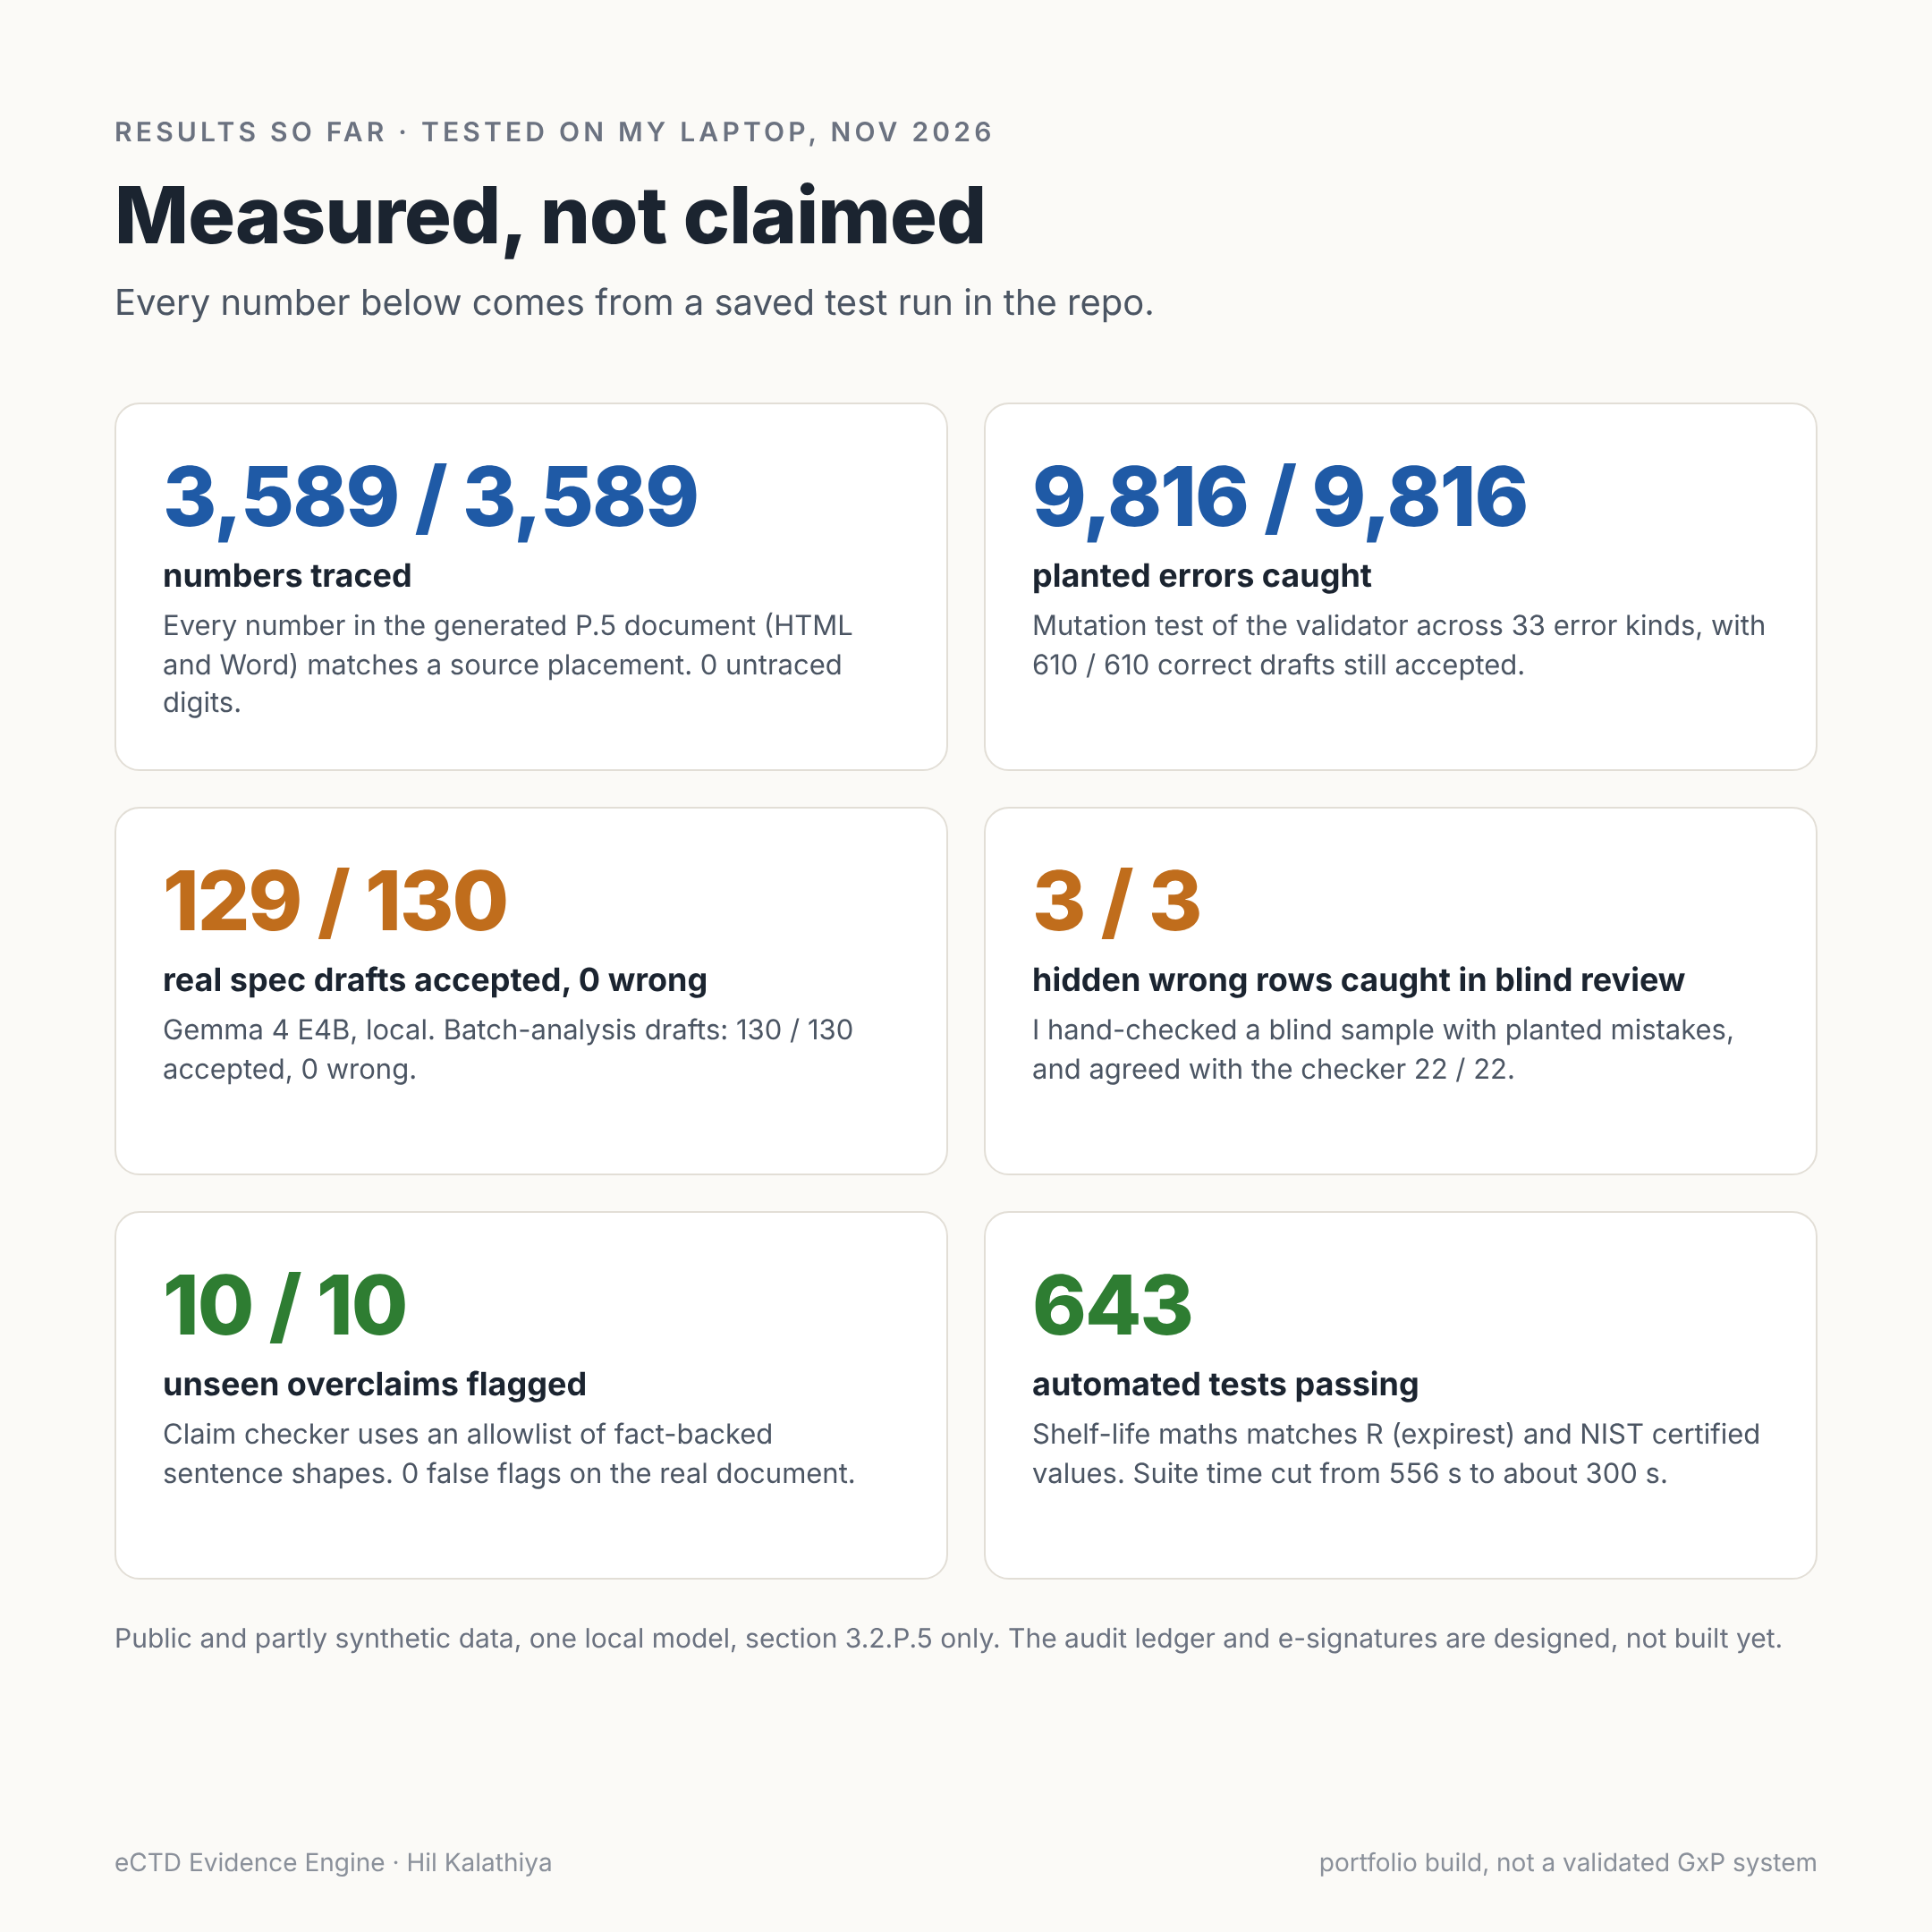 RESULTS SO FAR · TESTED ON MY LAPTOP, NOV 2026
Measured, not claimed
Every number below comes from a saved test run in the repo.
3,589 / 3,589
numbers traced
Every number in the generated P.5 document (HTML
and Word) matches a source placement. 0 untraced
digits.
9,816 / 9,816
planted errors caught
Mutation test of the validator across 33 error kinds, with
610 / 610 correct drafts still accepted.
129 / 130
real spec drafts accepted, 0 wrong
Gemma 4 E4B, local. Batch-analysis drafts: 130 / 130
accepted, 0 wrong.
3 / 3
hidden wrong rows caught in blind review
I hand-checked a blind sample with planted mistakes,
and agreed with the checker 22 / 22.
10 / 10
unseen overclaims flagged
Claim checker uses an allowlist of fact-backed
sentence shapes. 0 false flags on the real document.
643
automated tests passing
Shelf-life maths matches R (expirest) and NIST certified
values. Suite time cut from 556 s to about 300 s.
Public and partly synthetic data, one local model, section 3.2.P.5 only. The audit ledger and e-signatures are designed, not built yet.
eCTD Evidence Engine · Hil Kalathiya
portfolio build, not a validated GxP system